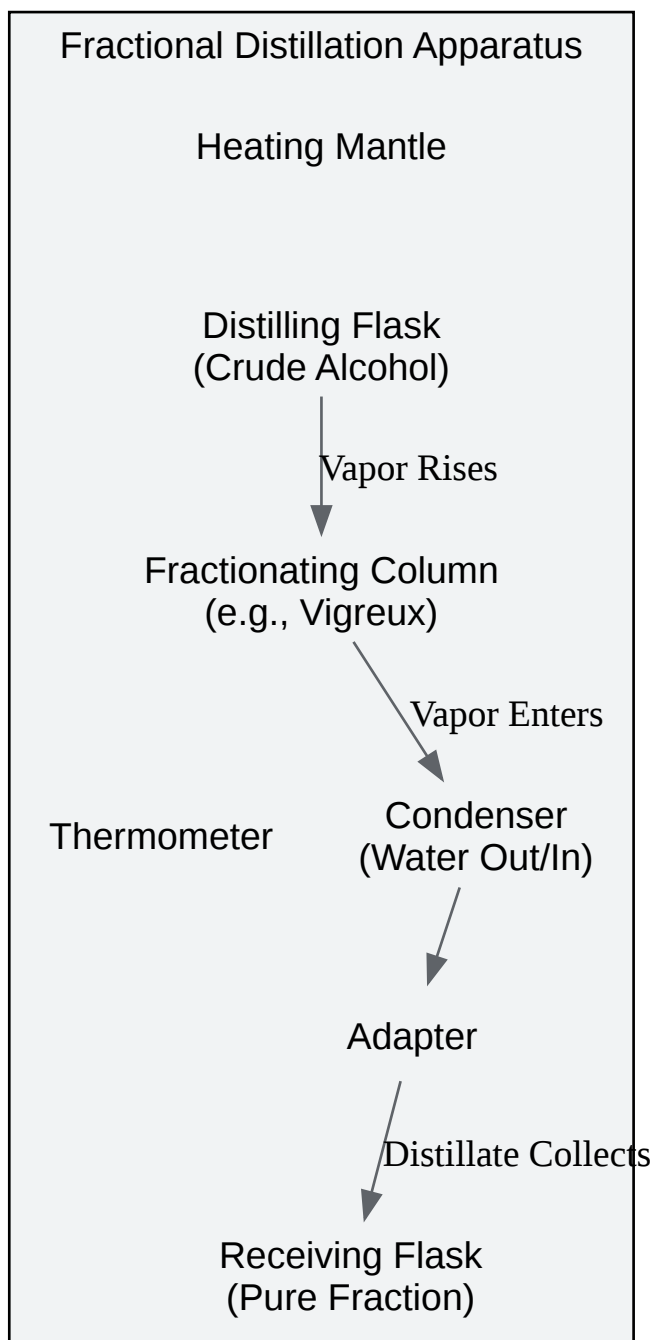 Fractional Distillation Apparatus
Heating Mantle
Distilling Flask
(Crude Alcohol)
Vapor Rises
Fractionating Column
(e.g., Vigreux)
Vapor Enters
Thermometer
Condenser
(Water Out/In)
Adapter
Distillate Collects
Receiving Flask
(Pure Fraction)